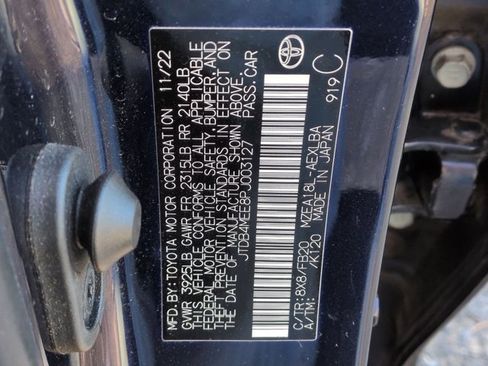 MFD.BY: TOYOTA MOTOR CORPORATION 11/22
GVWR 3925LB GAWR FR 2315LB RR 2140LB
THIS VEHICLE CONFORMS TO ALL APPLICABLE
FEDERAL MOTOR VEHICLE SAFETY, BUMPER, AND
THEFT PREVENTION STANDARDS IN EFFECT ON
THE DATE OF MANUFACTURE SHOWN ABOVE.
JTDB4MEE8PJ003127 PASS.CAR
C/TR: 8X8/FB20 MZEA18L-AEXLBA
A/TM: /K120 MADE IN JAPAN
919 C
TOYOTA